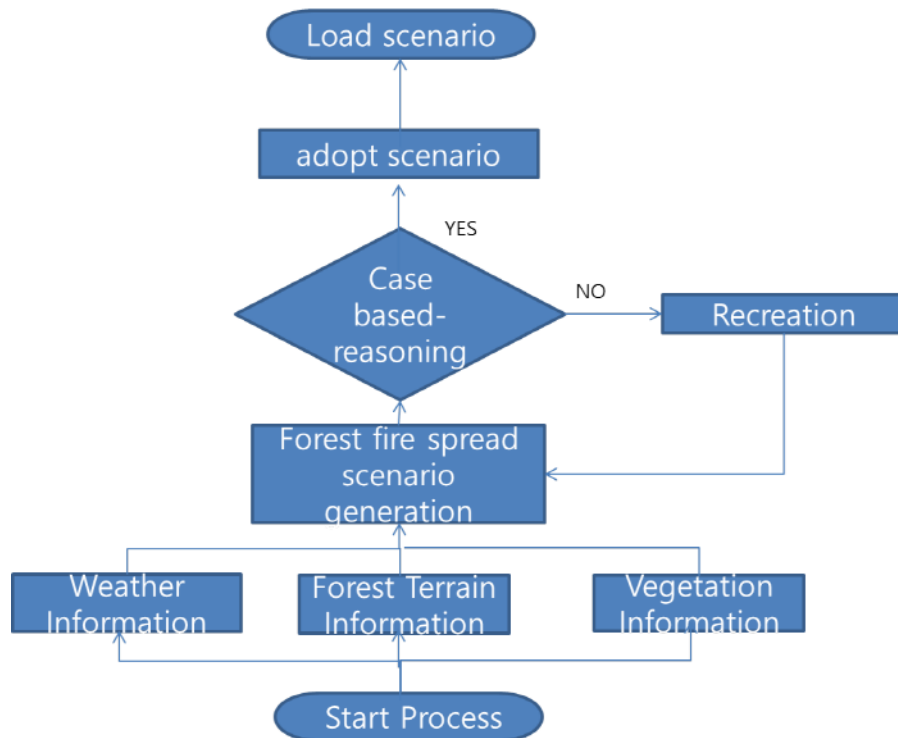 Load scenario
adopt scenario
YES
Case
based-
reasoning
NO
Recreation
Forest fire spread
scenario
generation
Weather
Information
Forest Terrain
Information
Vegetation
Information
Start Process